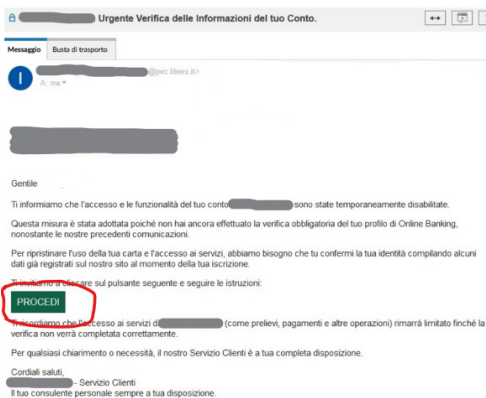 Urgente Verifica delle Informazioni del tuo Conto.
Messaggio Busta di trasporto
I
@pec.libero.it>
A: me
Gentile
Ti informiamo che l'accesso e le funzionalità del tuo conto sono state temporaneamente disabilitate.
Questa misura è stata adottata poiché non hai ancora effettuato la verifica obbligatoria del tuo profilo di Online Banking,
nonostante le nostre precedenti comunicazioni.
Per ripristinare l'uso della tua carta e l'accesso ai servizi, abbiamo bisogno che tu confermi la tua identità compilando alcuni
dati già registrati sul nostro sito al momento della tua iscrizione.
Ti invitiamo a cliccare sul pulsante seguente e seguire le istruzioni:
PROCEDI
Ti ricordiamo che l'accesso ai servizi di (come prelievi, pagamenti e altre operazioni) rimarrà limitato finché la
verifica non verrà completata correttamente.
Per qualsiasi chiarimento o necessità, il nostro Servizio Clienti è a tua completa disposizione.
Cordiali saluti,
- Servizio Clienti
Il tuo consulente personale sempre a tua disposizione.